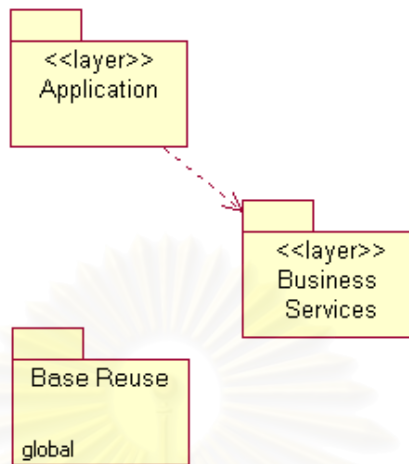 <<layer>>
Application
<<layer>>
Business
Services
Base Reuse
global